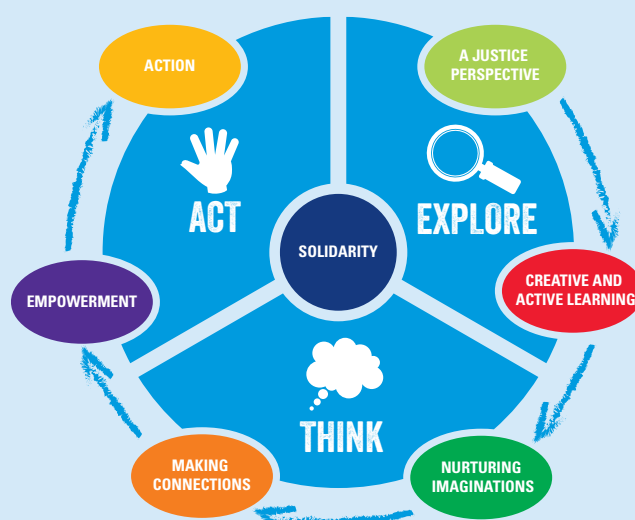 ACTION
A JUSTICE
PERSPECTIVE
ACT
EXPLORE
SOLIDARITY
EMPOWERMENT
CREATIVE AND
ACTIVE LEARNING
THINK
MAKING
CONNECTIONS
NURTURING
IMAGINATIONS